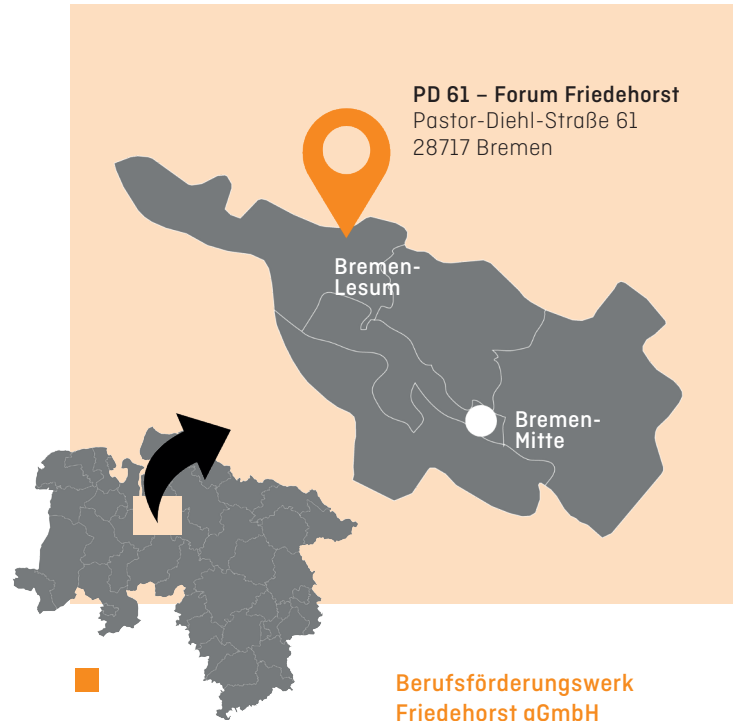 PD 61 – Forum Friedehorst
Pastor-Diehl-Straße 61
28717 Bremen
Bremen-
Lesum
Bremen-
Mitte
Berufsförderungswerk
Friedehorst gGmbH